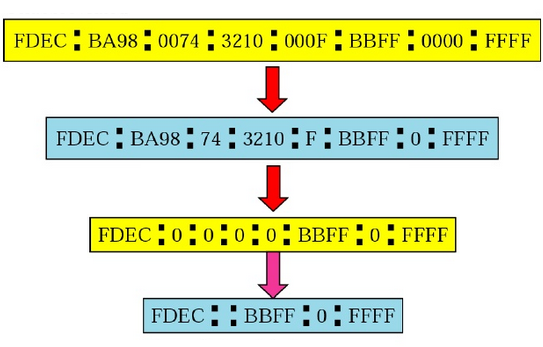 FDEC : BA98 : 0074 : 3210 : 000F : BBFF : 0000 : FFFF
FDEC : BA98 : 74 : 3210 : F : BBFF : 0 : FFFF
FDEC : 0 : 0 : 0 : 0 : BBFF : 0 : FFFF
FDEC : : BBFF : 0 : FFFF